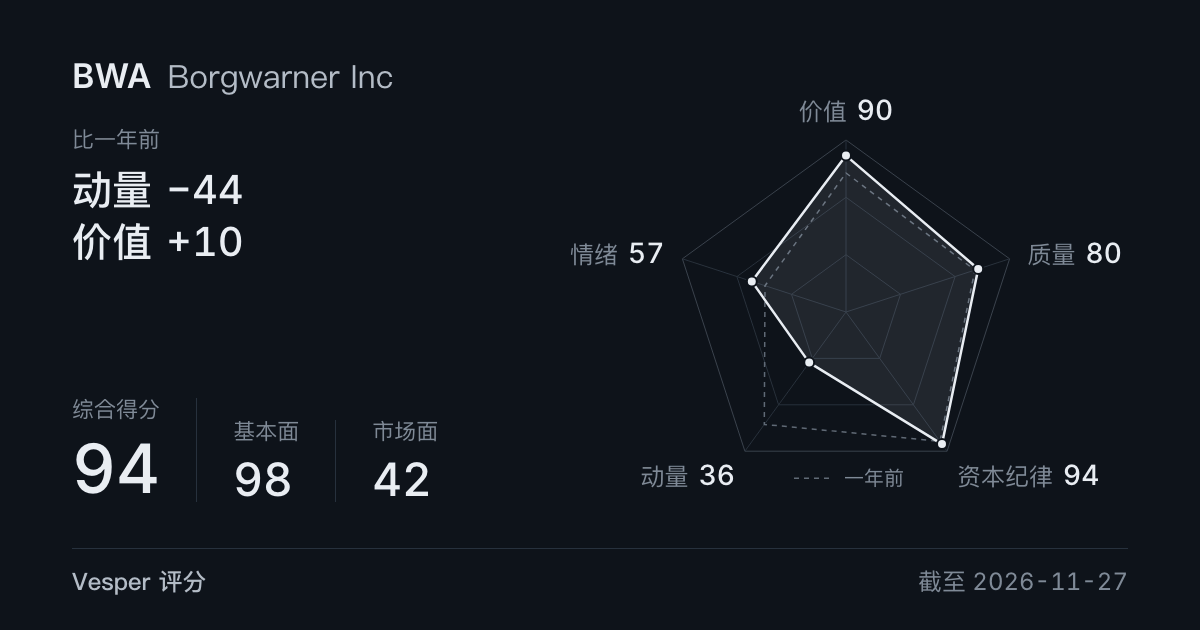 BWA Borgwarner Inc
比一年前
动量 −44
价值 +10
综合得分
94
基本面
98
市场面
42
价值 90
情绪 57
质量 80
动量 36
一年前
资本纪律 94
Vesper 评分
截至 2026-11-27